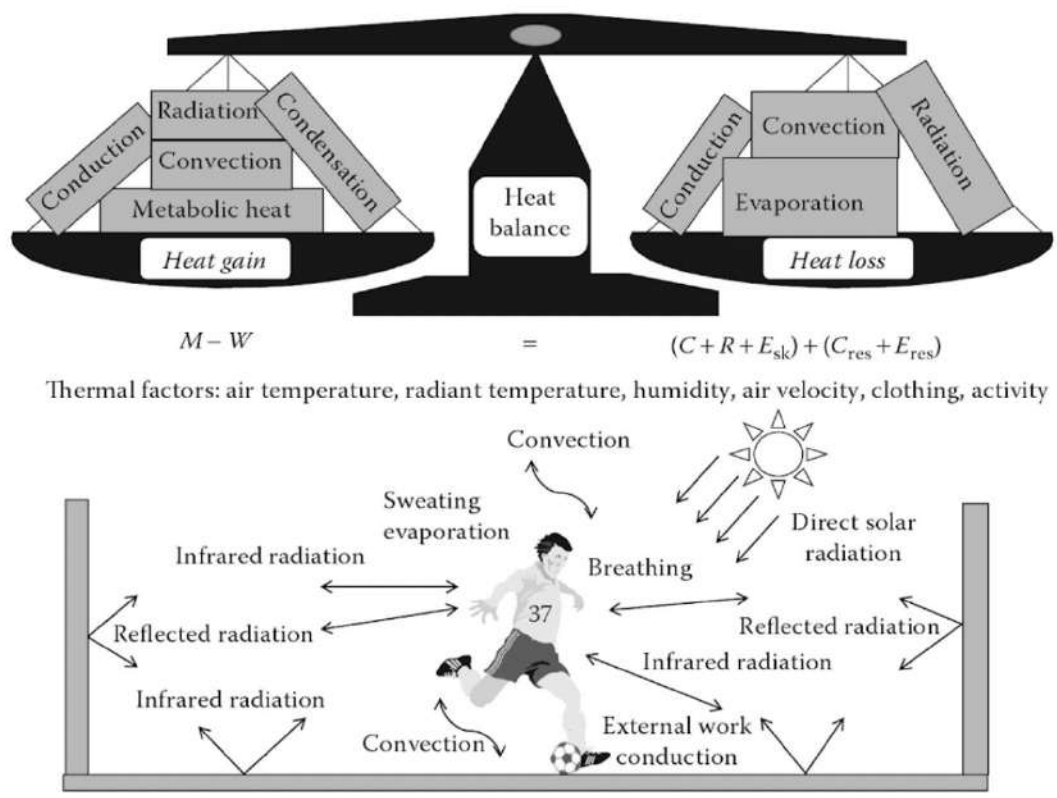 Radiation
Condensation
Conduction
Convection
Metabolic heat
Heat gain
Heat
balance
Conduction
Convection
Radiation
Evaporation
Heat loss
M − W = (C + R + E_sk) + (C_res + E_res)
Thermal factors: air temperature, radiant temperature, humidity, air velocity, clothing, activity
Convection
Sweating
evaporation
Direct solar
radiation
Infrared radiation
Breathing
37
Reflected radiation
Reflected radiation
Infrared radiation
Infrared radiation
Convection
External work
conduction